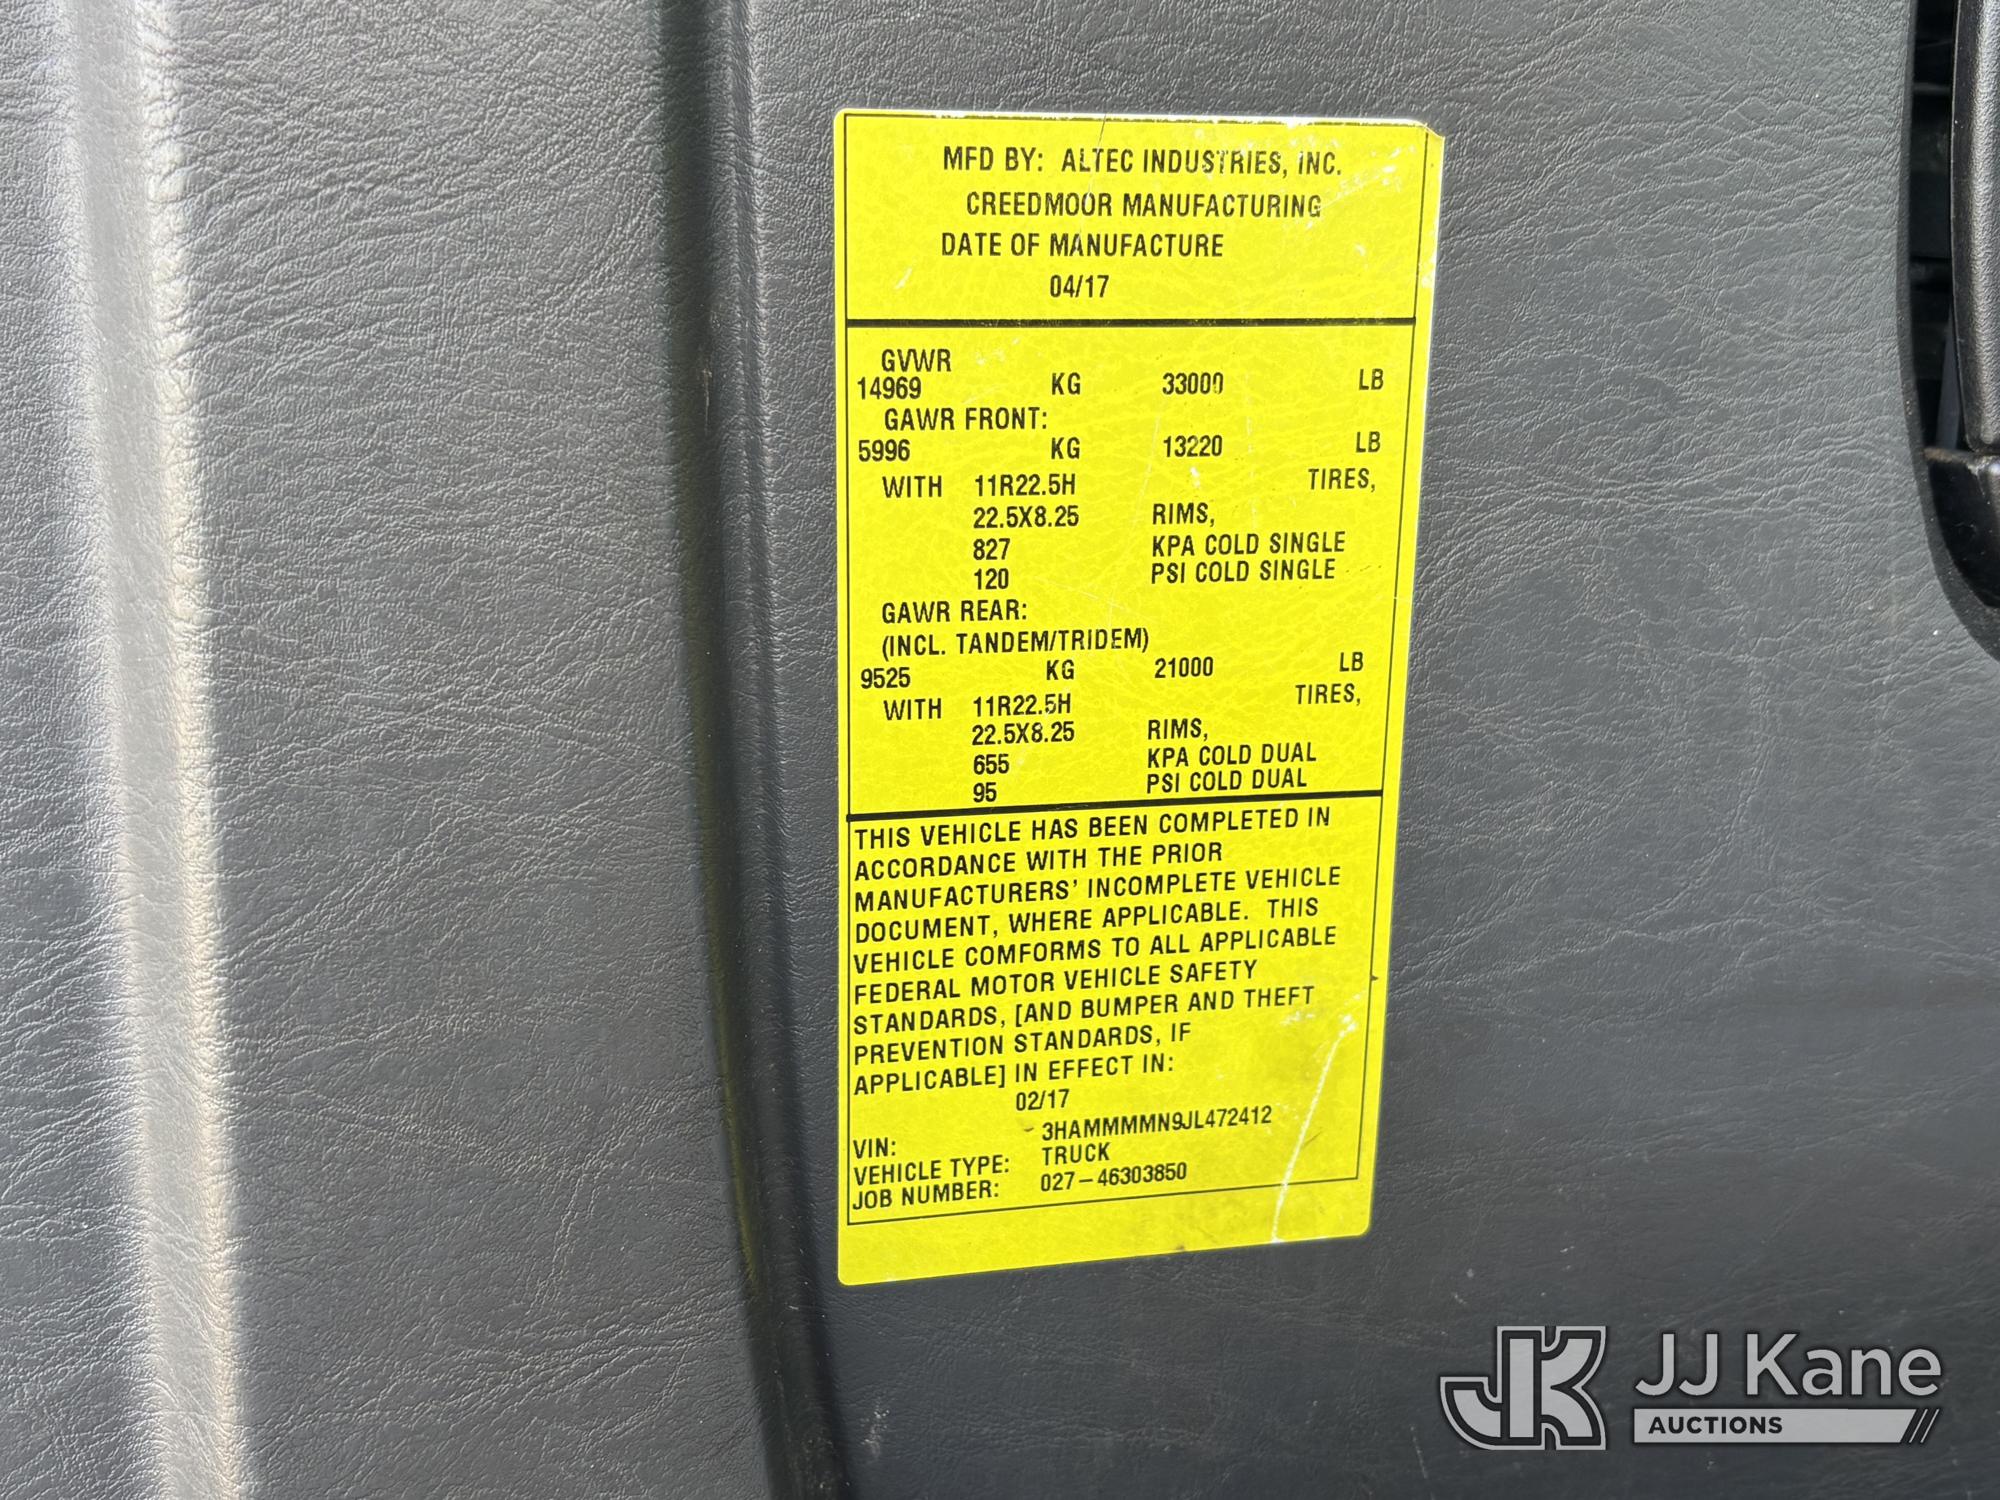 MFD BY: ALTEC INDUSTRIES, INC.
CREEDMOOR MANUFACTURING
DATE OF MANUFACTURE
04/17
GVWR
14969 KG 33000 LB
GAWR FRONT:
5996 KG 13220 LB
WITH 11R22.5H TIRES,
22.5X8.25 RIMS,
827 KPA COLD SINGLE
120 PSI COLD SINGLE
GAWR REAR:
(INCL. TANDEM/TRIDEM)
9525 KG 21000 LB
WITH 11R22.5H TIRES,
22.5X8.25 RIMS,
655 KPA COLD DUAL
95 PSI COLD DUAL
THIS VEHICLE HAS BEEN COMPLETED IN
ACCORDANCE WITH THE PRIOR
MANUFACTURERS' INCOMPLETE VEHICLE
DOCUMENT, WHERE APPLICABLE. THIS
VEHICLE COMFORMS TO ALL APPLICABLE
FEDERAL MOTOR VEHICLE SAFETY
STANDARDS, [AND BUMPER AND THEFT
PREVENTION STANDARDS, IF
APPLICABLE] IN EFFECT IN:
02/17
VIN: 3HAMMMMN9JL472412
VEHICLE TYPE: TRUCK
JOB NUMBER: 027-46303850
JK JJ Kane
AUCTIONS